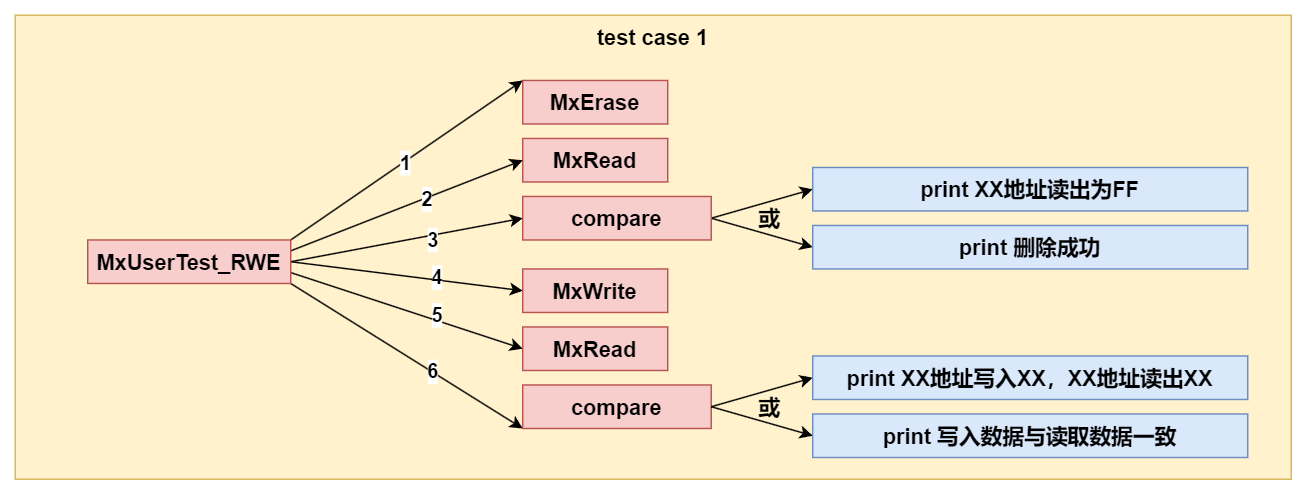 test case 1
MxUserTest_RWE
1
MxErase
2
MxRead
3
compare
或
print XX地址读出为FF
print 删除成功
4
MxWrite
5
MxRead
6
compare
或
print XX地址写入XX，XX地址读出XX
print 写入数据与读取数据一致